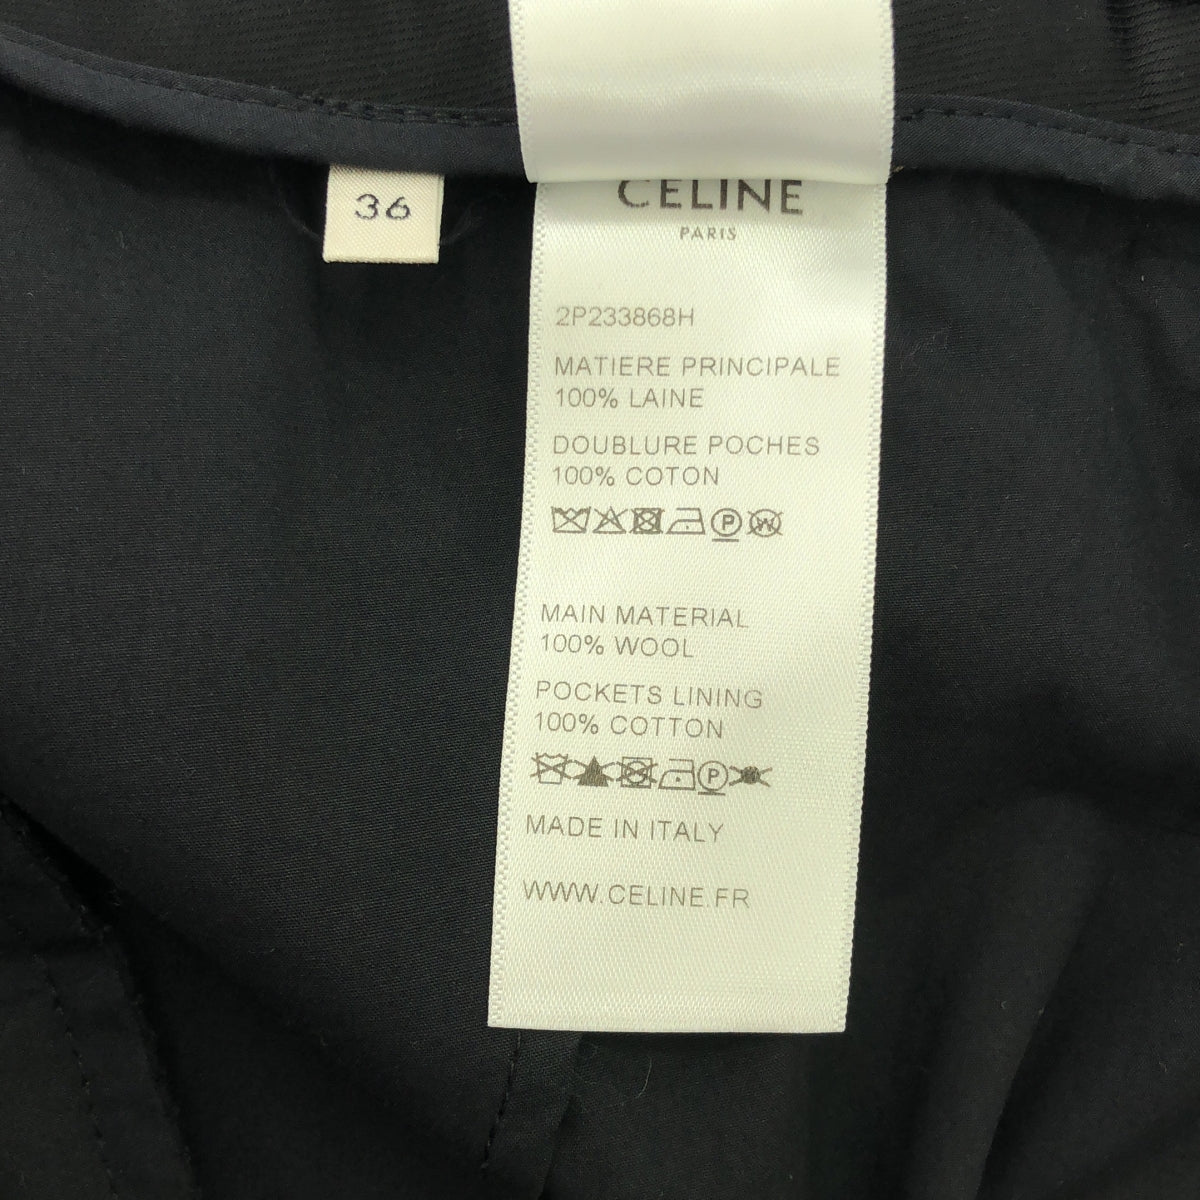 36
CELINE
PARIS
2P233868H
MATIERE PRINCIPALE
100% LAINE
DOUBLURE POCHES
100% COTON
P W
MAIN MATERIAL
100% WOOL
POCKETS LINING
100% COTTON
P
MADE IN ITALY
WWW.CELINE.FR